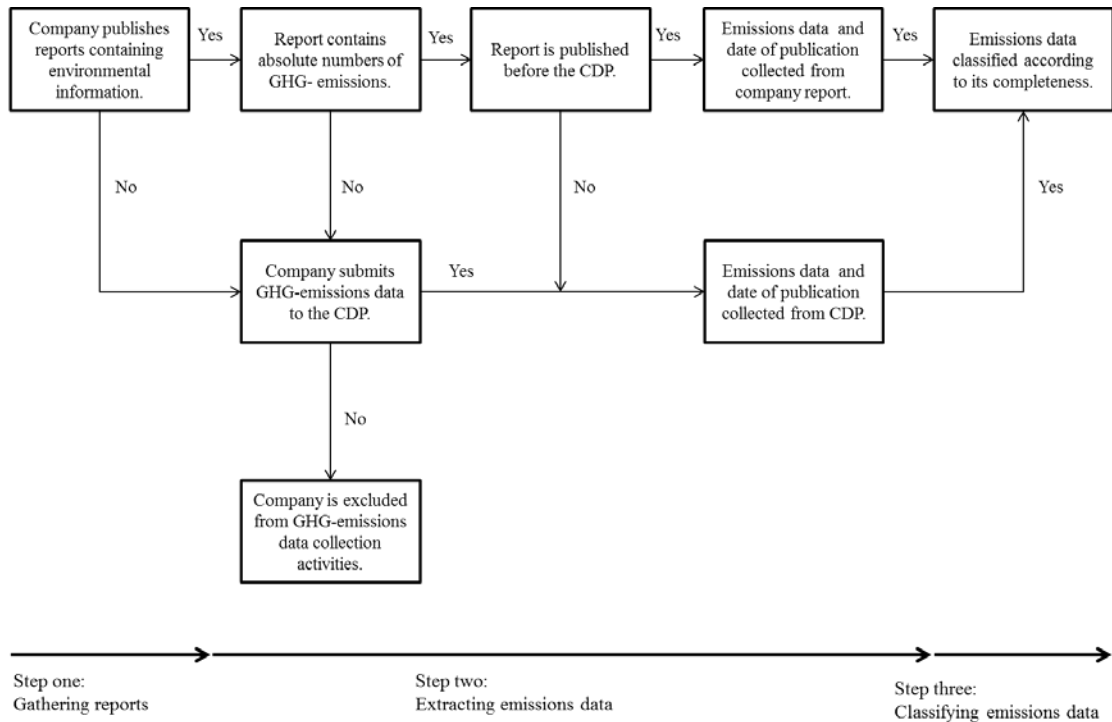 Company publishes
reports containing
environmental
information.
Yes
Report contains
absolute numbers of
GHG- emissions.
Yes
Report is published
before the CDP.
Yes
Emissions data and
date of publication
collected from
company report.
Yes
Emissions data
classified according
to its completeness.
No
No
No
Yes
Company submits
GHG-emissions data
to the CDP.
Yes
Emissions data and
date of publication
collected from CDP.
No
Company is excluded
from GHG-emissions
data collection
activities.
Step one:
Gathering reports
Step two:
Extracting emissions data
Step three:
Classifying emissions data